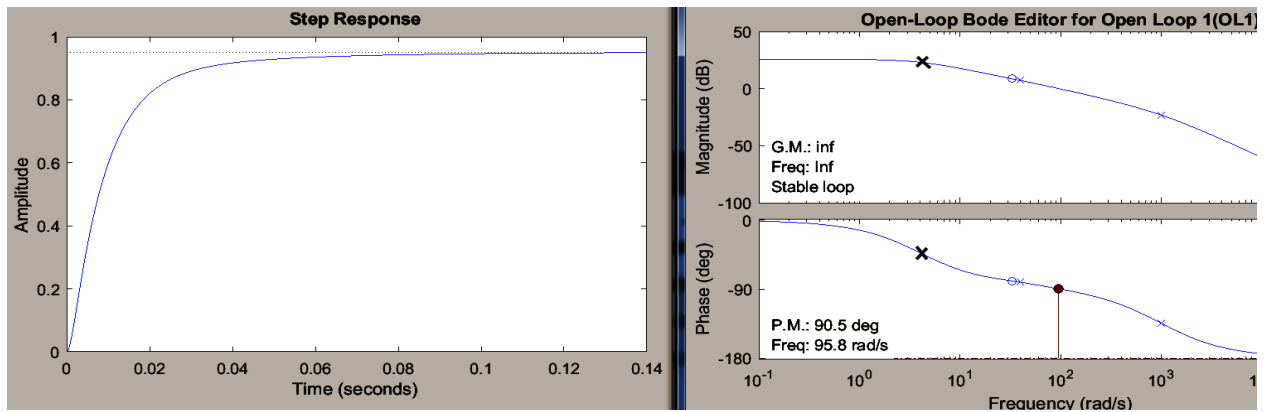 Step Response
Amplitude
1
0.8
0.6
0.4
0.2
0
0 0.02 0.04 0.06 0.08 0.1 0.12 0.14
Time (seconds)
Open-Loop Bode Editor for Open Loop 1(OL1)
Magnitude (dB)
50
0
-50
-100
G.M.: inf
Freq: Inf
Stable loop
Phase (deg)
0
-90
-180
P.M.: 90.5 deg
Freq: 95.8 rad/s
10^-1 10^0 10^1 10^2 10^3
Frequency (rad/s)